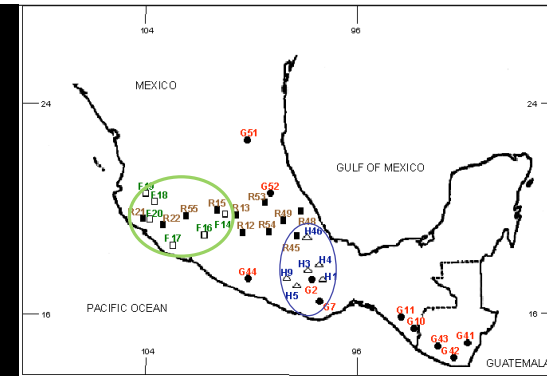 104 96
MEXICO
24 24
G51
GULF OF MEXICO
F19
F18
G52
R53
R21 F20 R55 R15 R13 R49 R48
R22 F14
F16 R12 R54 H46
F17 R45
H3 H4
G44 H9 H1
H5 G2
G7
PACIFIC OCEAN
G11
16 16
G10
G43 G41
G42
GUATEMALA
104 96